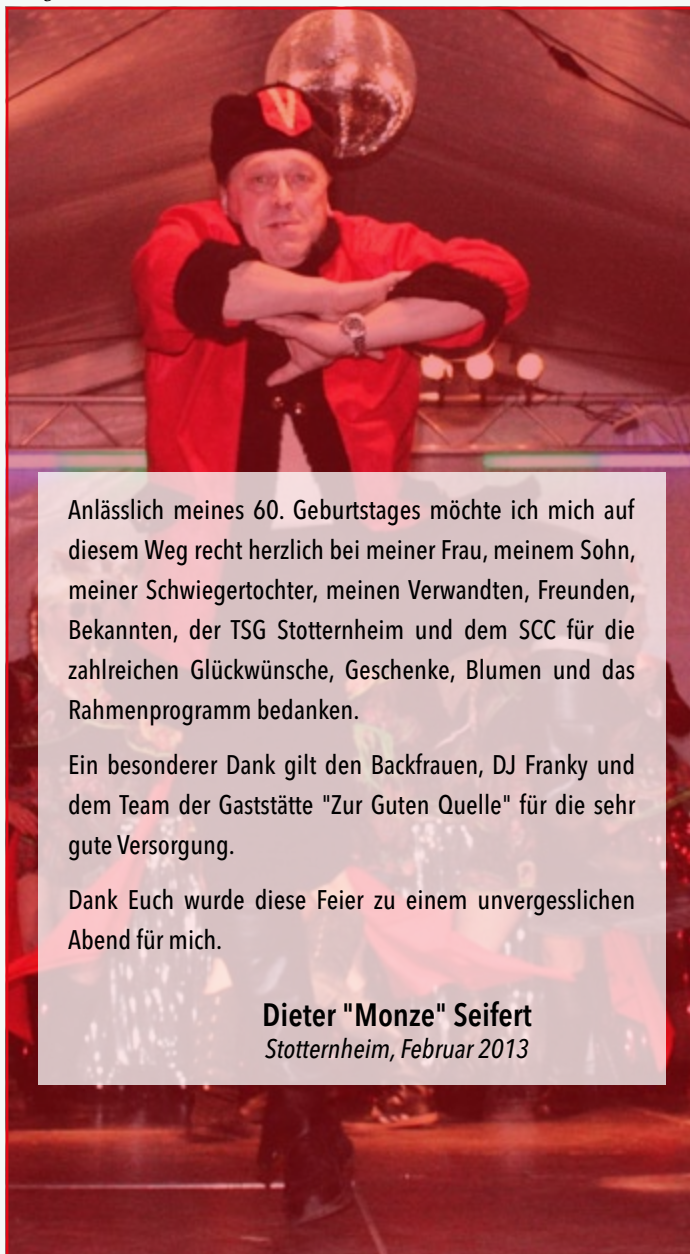 Anlässlich meines 60. Geburtstages möchte ich mich auf
diesem Weg recht herzlich bei meiner Frau, meinem Sohn,
meiner Schwiegertochter, meinen Verwandten, Freunden,
Bekannten, der TSG Stotternheim und dem SCC für die
zahlreichen Glückwünsche, Geschenke, Blumen und das
Rahmenprogramm bedanken.
Ein besonderer Dank gilt den Backfrauen, DJ Franky und
dem Team der Gaststätte "Zur Guten Quelle" für die sehr
gute Versorgung.
Dank Euch wurde diese Feier zu einem unvergesslichen
Abend für mich.
Dieter "Monze" Seifert
Stotternheim, Februar 2013